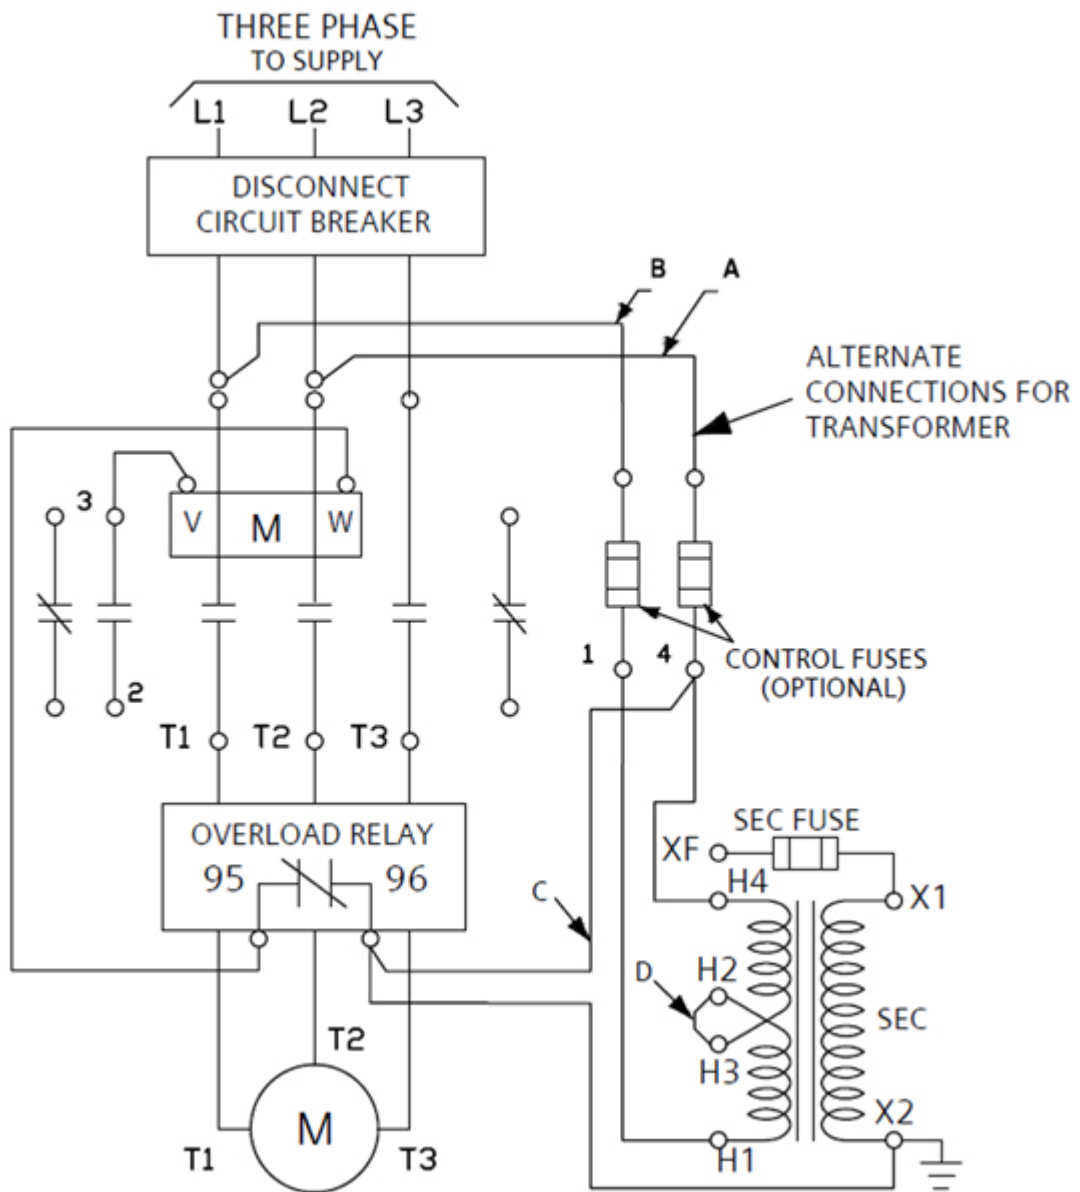 THREE PHASE
TO SUPPLY
L1 L2 L3
DISCONNECT
CIRCUIT BREAKER
B A
ALTERNATE
CONNECTIONS FOR
TRANSFORMER
3
V M W
1 4
CONTROL FUSES
(OPTIONAL)
2
T1 T2 T3
OVERLOAD RELAY
95 96
SEC FUSE
XF
H4
X1
C
D
H2
SEC
H3
T2
M
X2
T1 T3
H1